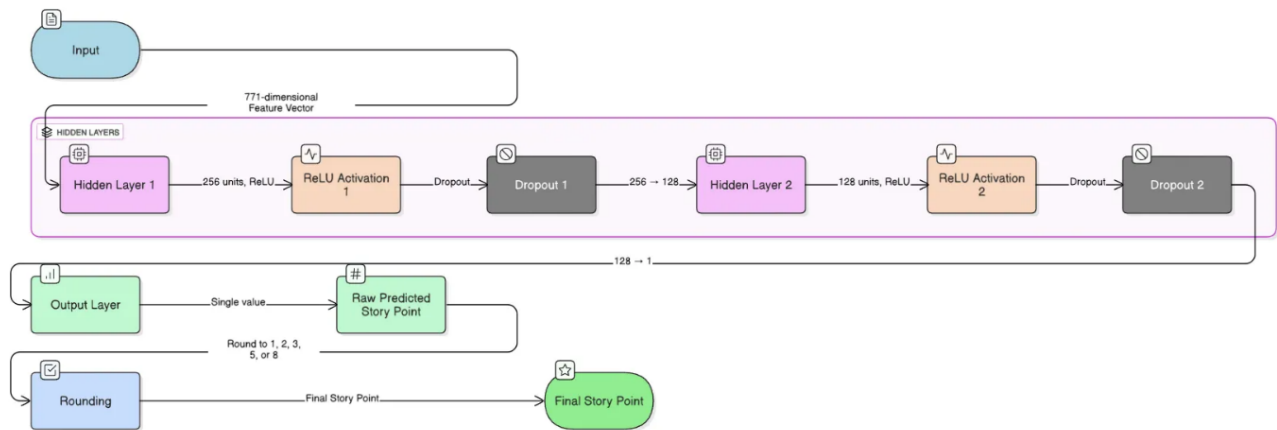 Input
771-dimensional
Feature Vector
HIDDEN LAYERS
Hidden Layer 1
256 units, ReLU
ReLU Activation
1
Dropout
Dropout 1
256 → 128
Hidden Layer 2
128 units, ReLU
ReLU Activation
2
Dropout
Dropout 2
128 → 1
Output Layer
Single value
#
Raw Predicted
Story Point
Round to 1, 2, 3,
5, or 8
Rounding
Final Story Point
Final Story Point